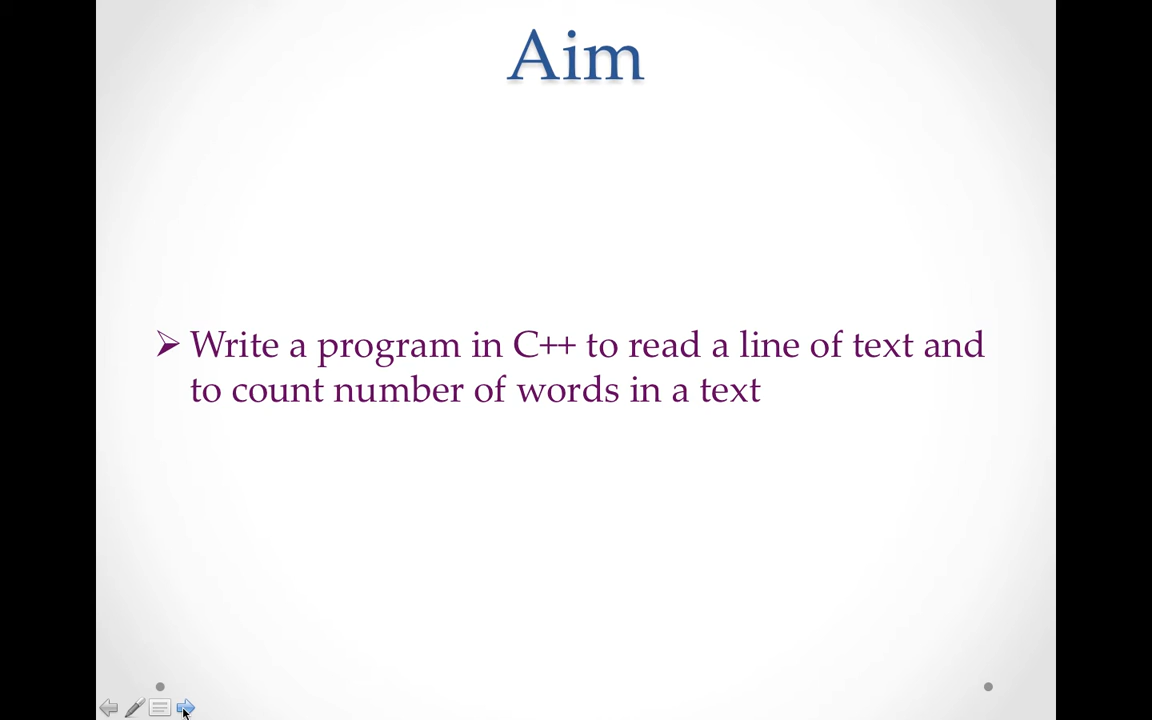 Aim
➢ Write a program in C++ to read a line of text and
to count number of words in a text